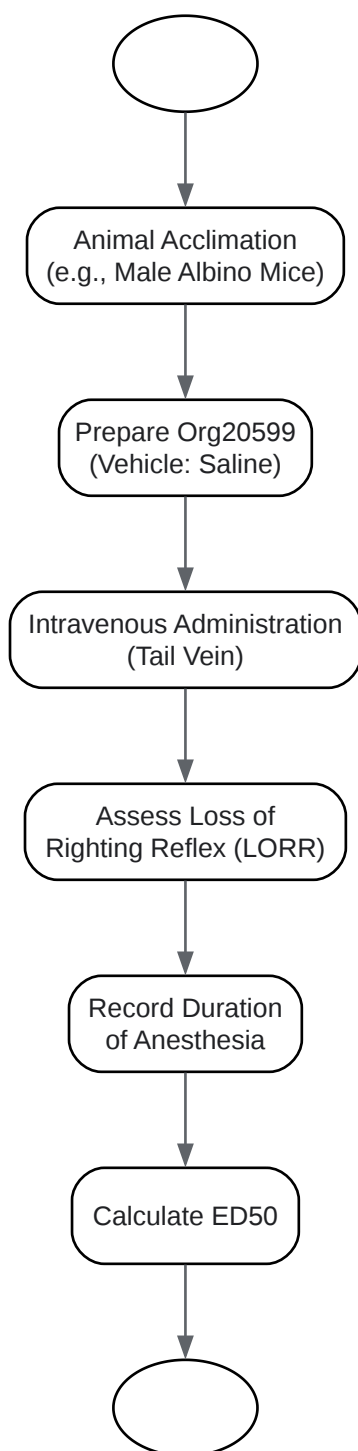 Animal Acclimation
(e.g., Male Albino Mice)
Prepare Org20599
(Vehicle: Saline)
Intravenous Administration
(Tail Vein)
Assess Loss of
Righting Reflex (LORR)
Record Duration
of Anesthesia
Calculate ED50